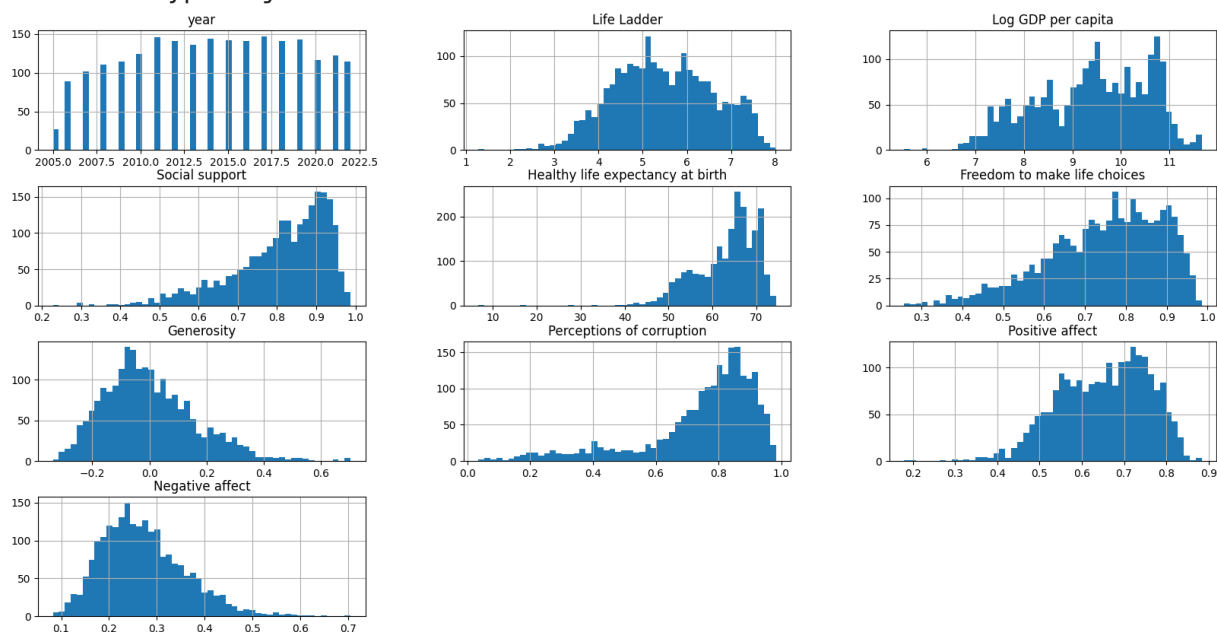 year
Life Ladder
Log GDP per capita
150
100
50
0
2005.0 2007.5 2010.0 2012.5 2015.0 2017.5 2020.0 2022.5
100
50
0
1 2 3 4 5 6 7 8
100
50
0
6 7 8 9 10 11
Social support
Healthy life expectancy at birth
Freedom to make life choices
150
100
50
0
0.2 0.3 0.4 0.5 0.6 0.7 0.8 0.9 1.0
200
100
0
10 20 30 40 50 60 70
100
75
50
25
0
0.3 0.4 0.5 0.6 0.7 0.8 0.9 1.0
Generosity
Perceptions of corruption
Positive affect
100
50
0
−0.2 0.0 0.2 0.4 0.6
150
100
50
0
0.0 0.2 0.4 0.6 0.8 1.0
100
50
0
0.2 0.3 0.4 0.5 0.6 0.7 0.8 0.9
Negative affect
150
100
50
0
0.1 0.2 0.3 0.4 0.5 0.6 0.7